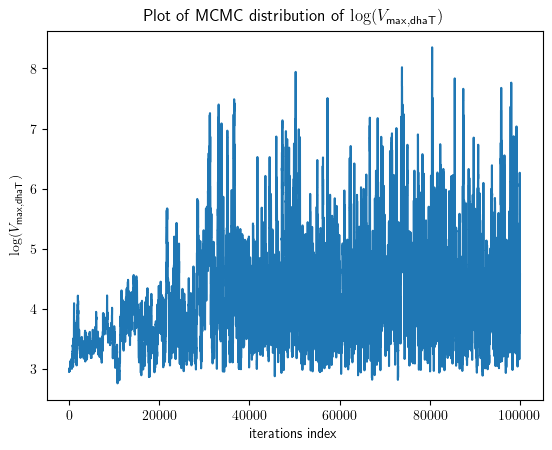 Plot of MCMC distribution of log(V_max,dhaT)
log(V_max,dhaT)
8
7
6
5
4
3
0 20000 40000 60000 80000 100000
iterations index